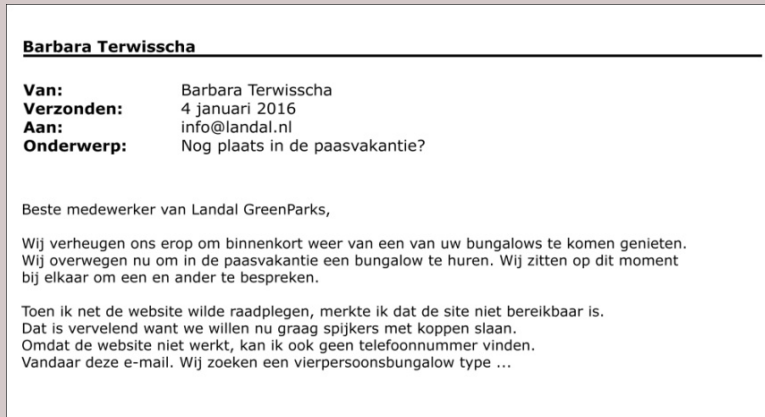 Barbara Terwisscha
Van: Barbara Terwisscha
Verzonden: 4 januari 2016
Aan: info@landal.nl
Onderwerp: Nog plaats in de paasvakantie?
Beste medewerker van Landal GreenParks,
Wij verheugen ons erop om binnenkort weer van een van uw bungalows te komen genieten.
Wij overwegen nu om in de paasvakantie een bungalow te huren. Wij zitten op dit moment
bij elkaar om een en ander te bespreken.
Toen ik net de website wilde raadplegen, merkte ik dat de site niet bereikbaar is.
Dat is vervelend want we willen nu graag spijkers met koppen slaan.
Omdat de website niet werkt, kan ik ook geen telefoonnummer vinden.
Vandaar deze e-mail. Wij zoeken een vierpersoonsbungalow type ...